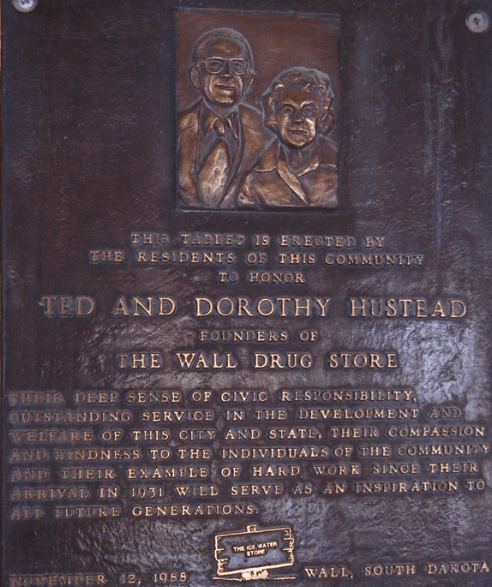 THIS TABLET IS ERECTED BY
THE RESIDENTS OF THIS COMMUNITY
TO HONOR
TED AND DOROTHY HUSTEAD
FOUNDERS OF
THE WALL DRUG STORE
THEIR DEEP SENSE OF CIVIC RESPONSIBILITY,
OUTSTANDING SERVICE IN THE DEVELOPMENT AND
WELFARE OF THIS CITY AND STATE, THEIR COMPASSION
AND KINDNESS TO THE INDIVIDUALS OF THE COMMUNITY
AND THEIR EXAMPLE OF HARD WORK SINCE THEIR
ARRIVAL IN 1931 WILL SERVE AS AN INSPIRATION TO
ALL FUTURE GENERATIONS.
THE ICE WATER
STORE
NOVEMBER 12, 1988 WALL, SOUTH DAKOTA